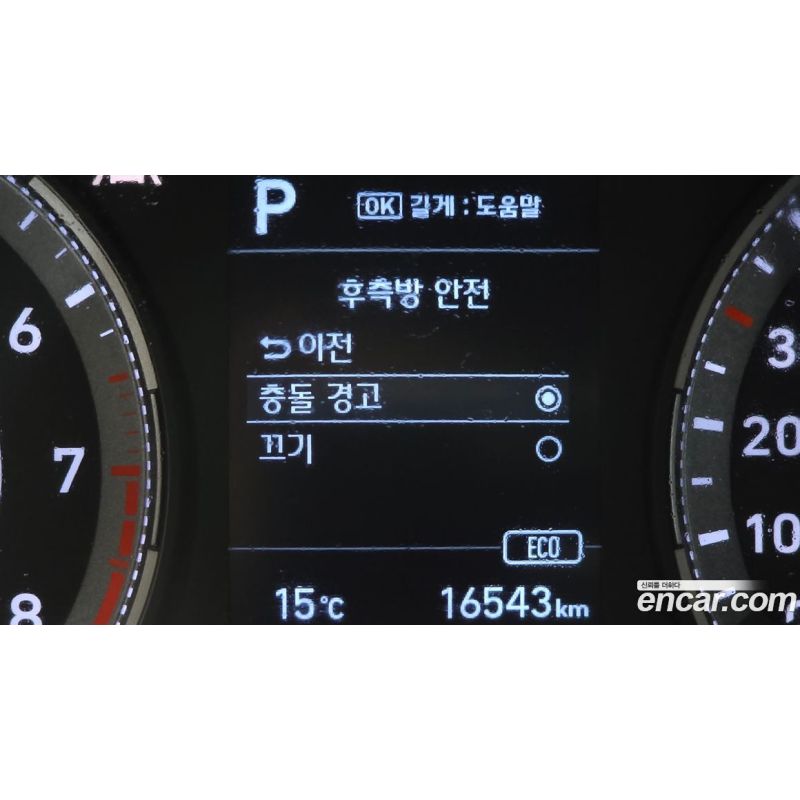 P
OK 길게 : 도움말
후측방 안전
이전
충돌 경고
끄기
ECO
15°C
16543km
6
7
8
3
20
10
신뢰를 더하다
encar.com